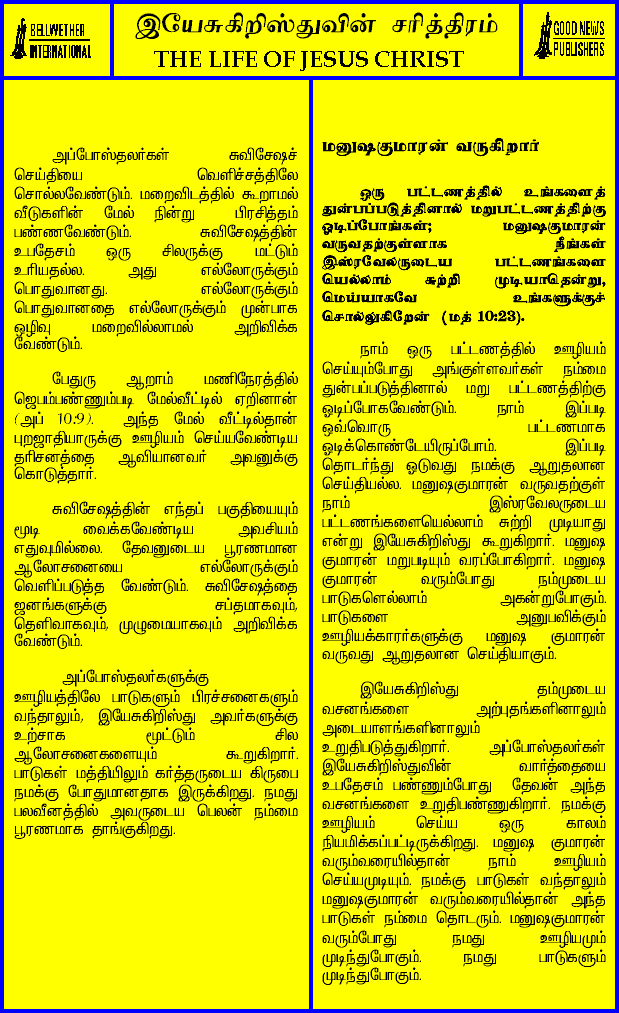 BELLWETHER
INTERNATIONAL
இயேசுகிறிஸ்துவின் சரித்திரம்
THE LIFE OF JESUS CHRIST
GOOD NEWS
PUBLISHERS
அப்போஸ்தலர்கள் சுவிசேஷச்
செய்தியை வெளிச்சத்திலே
சொல்லவேண்டும். மறைவிடத்தில் கூறாமல்
வீடுகளின் மேல் நின்று பிரசித்தம்
பண்ணவேண்டும். சுவிசேஷத்தின்
உபதேசம் ஒரு சிலருக்கு மட்டும்
உரியதல்ல. அது எல்லோருக்கும்
பொதுவானது. எல்லோருக்கும்
பொதுவானதை எல்லோருக்கும் முன்பாக
ஒழிவு மறைவில்லாமல் அறிவிக்க
வேண்டும்.
பேதுரு ஆறாம் மணிநேரத்தில்
ஜெபம்பண்ணும்படி மேல்வீட்டில் ஏறினான்
(அப் 10:9). அந்த மேல் வீட்டில்தான்
புறஜாதியாருக்கு ஊழியம் செய்யவேண்டிய
தரிசனத்தை ஆவியானவர் அவனுக்கு
கொடுத்தார்.
சுவிசேஷத்தின் எந்தப் பகுதியையும்
மூடி வைக்கவேண்டிய அவசியம்
எதுவுமில்லை. தேவனுடைய பூரணமான
ஆலோசனையை எல்லோருக்கும்
வெளிப்படுத்த வேண்டும். சுவிசேஷத்தை
ஜனங்களுக்கு சப்தமாகவும்,
தெளிவாகவும், முழுமையாகவும் அறிவிக்க
வேண்டும்.
அப்போஸ்தலர்களுக்கு
ஊழியத்திலே பாடுகளும் பிரச்சனைகளும்
வந்தாலும், இயேசுகிறிஸ்து அவர்களுக்கு
உற்சாக மூட்டும் சில
ஆலோசனைகளையும் கூறுகிறார்.
பாடுகள் மத்தியிலும் கர்த்தருடைய கிருபை
நமக்கு போதுமானதாக இருக்கிறது. நமது
பலவீனத்தில் அவருடைய பெலன் நம்மை
பூரணமாக தாங்குகிறது.
மனுஷகுமாரன் வருகிறார்
ஒரு பட்டணத்தில் உங்களைத்
துன்பப்படுத்தினால் மறுபட்டணத்திற்கு
ஓடிப்போங்கள்; மனுஷகுமாரன்
வருவதற்குள்ளாக நீங்கள்
இஸ்ரவேலருடைய பட்டணங்களை
யெல்லாம் சுற்றி முடியாதென்று,
மெய்யாகவே உங்களுக்குச்
சொல்லுகிறேன் (மத் 10:23).
நாம் ஒரு பட்டணத்தில் ஊழியம்
செய்யும்போது அங்குள்ளவர்கள் நம்மை
துன்பப்படுத்தினால் மறு பட்டணத்திற்கு
ஓடிப்போகவேண்டும். நாம் இப்படி
ஒவ்வொரு பட்டணமாக
ஓடிக்கொண்டேயிருப்போம். இப்படி
தொடர்ந்து ஓடுவது நமக்கு ஆறுதலான
செய்தியல்ல. மனுஷகுமாரன் வருவதற்குள்
நாம் இஸ்ரவேலருடைய
பட்டணங்களையெல்லாம் சுற்றி முடியாது
என்று இயேசுகிறிஸ்து கூறுகிறார். மனுஷ
குமாரன் மறுபடியும் வரப்போகிறார். மனுஷ
குமாரன் வரும்போது நம்முடைய
பாடுகளெல்லாம் அகன்றுபோகும்.
பாடுகளை அனுபவிக்கும்
ஊழியக்காரர்களுக்கு மனுஷ குமாரன்
வருவது ஆறுதலான செய்தியாகும்.
இயேசுகிறிஸ்து தம்முடைய
வசனங்களை அற்புதங்களினாலும்
அடையாளங்களினாலும்
உறுதிபடுத்துகிறார். அப்போஸ்தலர்கள்
இயேசுகிறிஸ்துவின் வார்த்தையை
உபதேசம் பண்ணும்போது தேவன் அந்த
வசனங்களை உறுதிபண்ணுகிறார். நமக்கு
ஊழியம் செய்ய ஒரு காலம்
நியமிக்கப்பட்டிருக்கிறது. மனுஷ குமாரன்
வரும்வரையில்தான் நாம் ஊழியம்
செய்யமுடியும். நமக்கு பாடுகள் வந்தாலும்
மனுஷகுமாரன் வரும்வரையில்தான் அந்த
பாடுகள் நம்மை தொடரும். மனுஷகுமாரன்
வரும்போது நமது ஊழியமும்
முடிந்துபோகும். நமது பாடுகளும்
முடிந்துபோகும்.